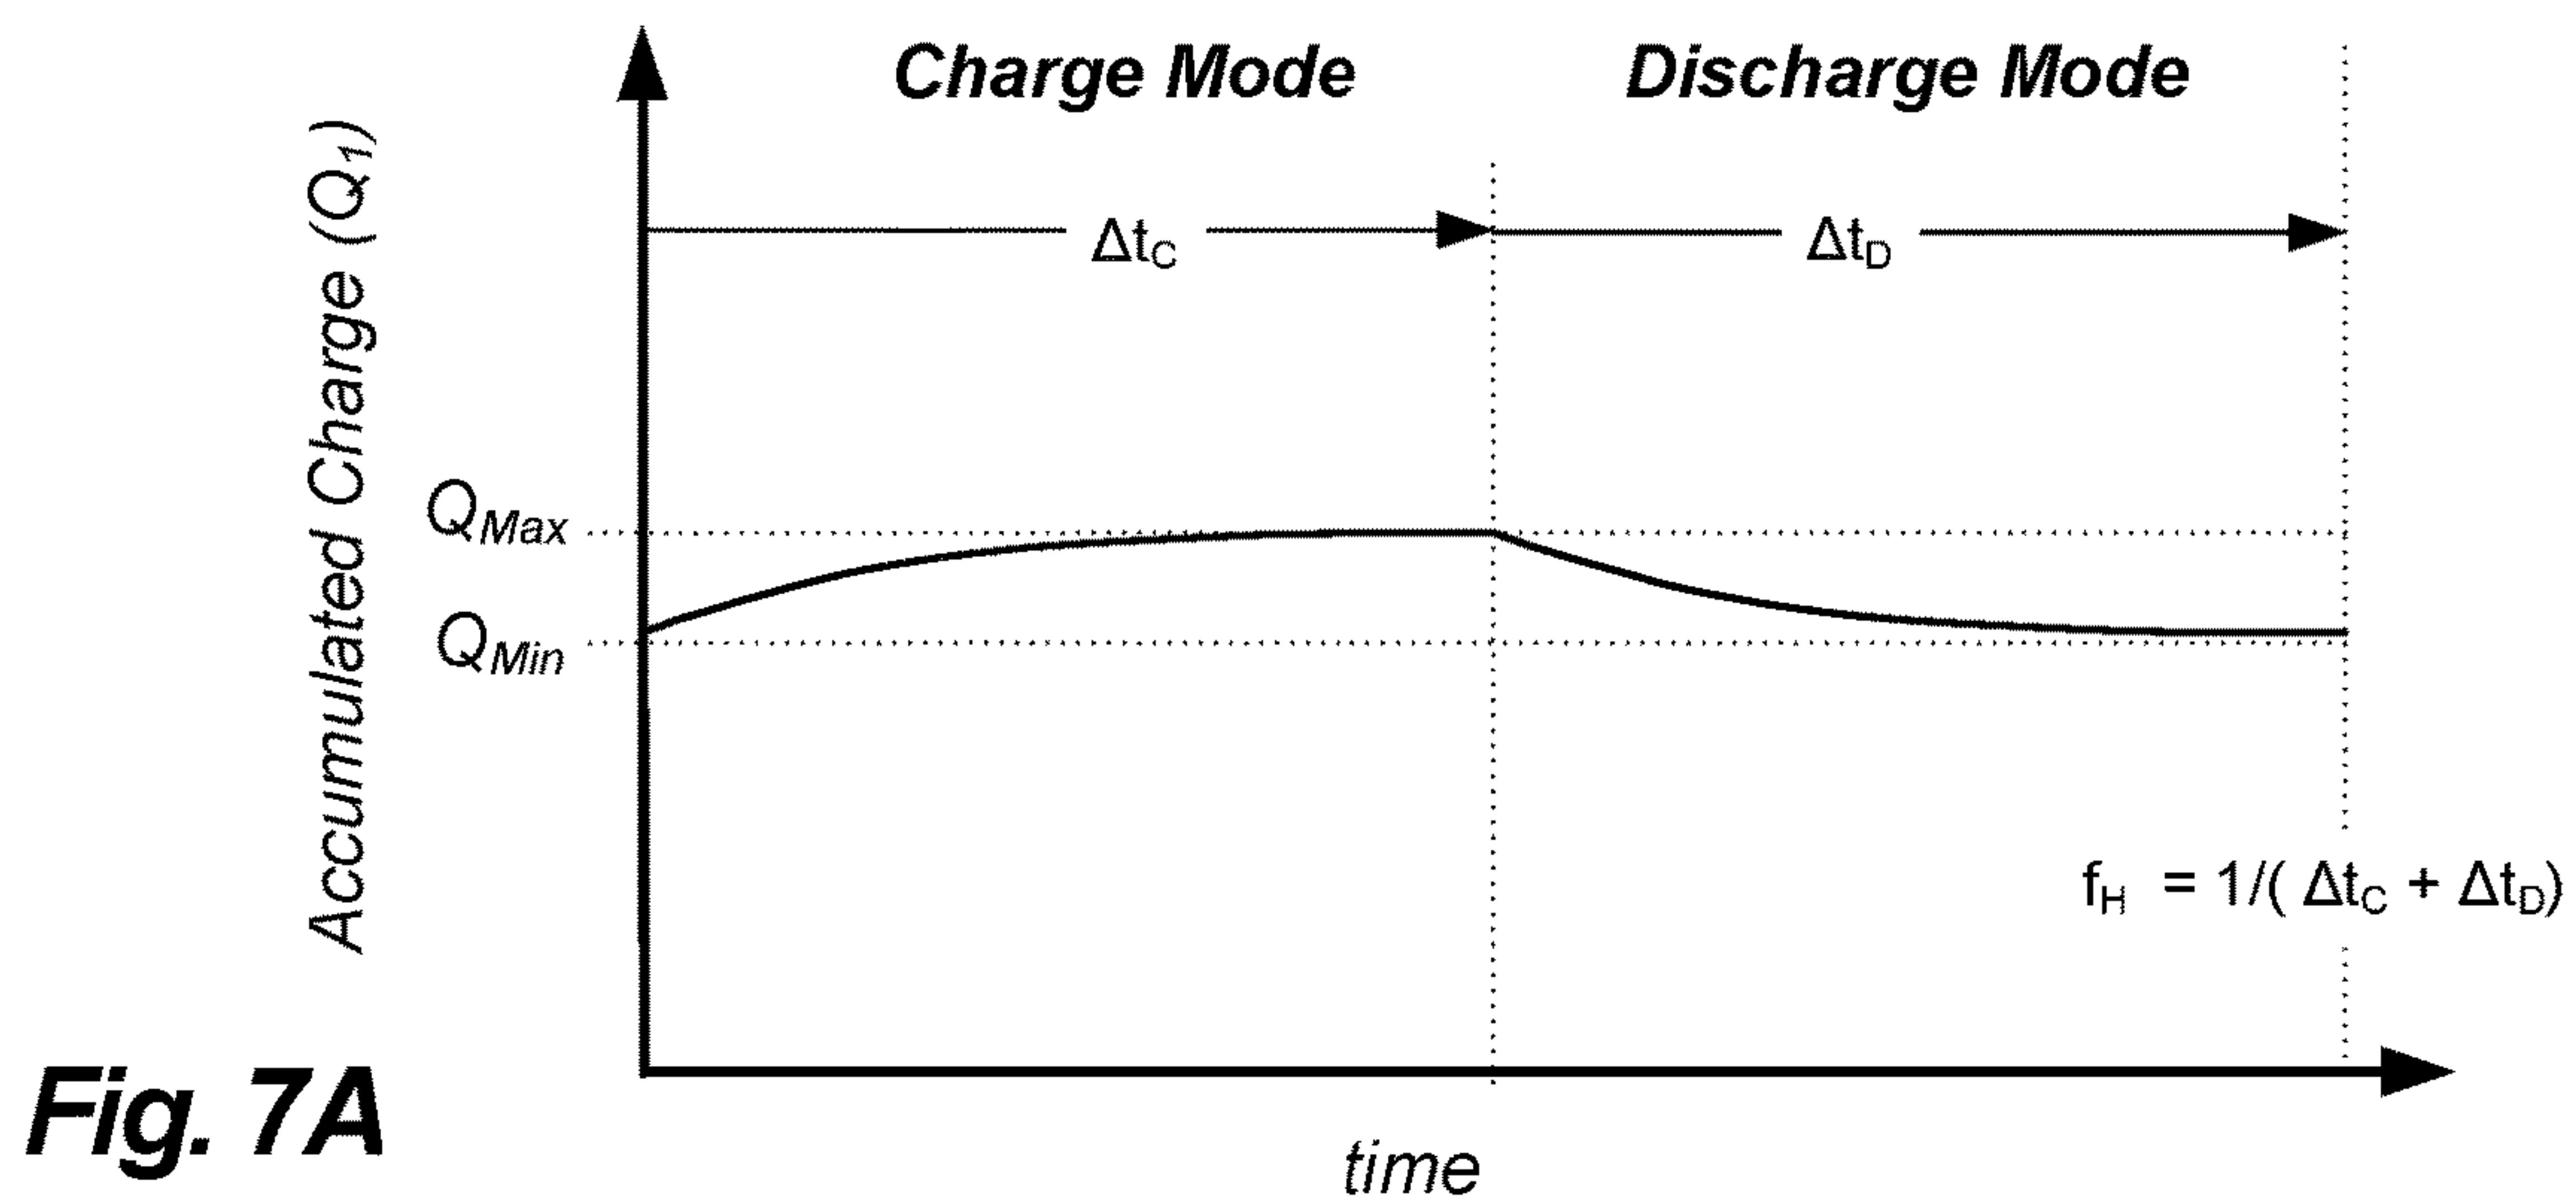 Charge Mode
Discharge Mode
Accumulated Charge (Q1)
ΔtC
ΔtD
QMax
QMin
fH = 1/( ΔtC + ΔtD)
time
Fig. 7A